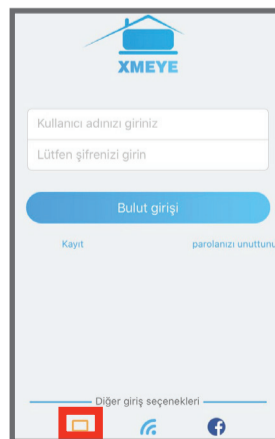 XMEYE
Kullanıcı adınızı giriniz
Lütfen şifrenizi girin
Bulut girişi
Kayıt
parolanızı unuttunu
Diğer giriş seçenekleri